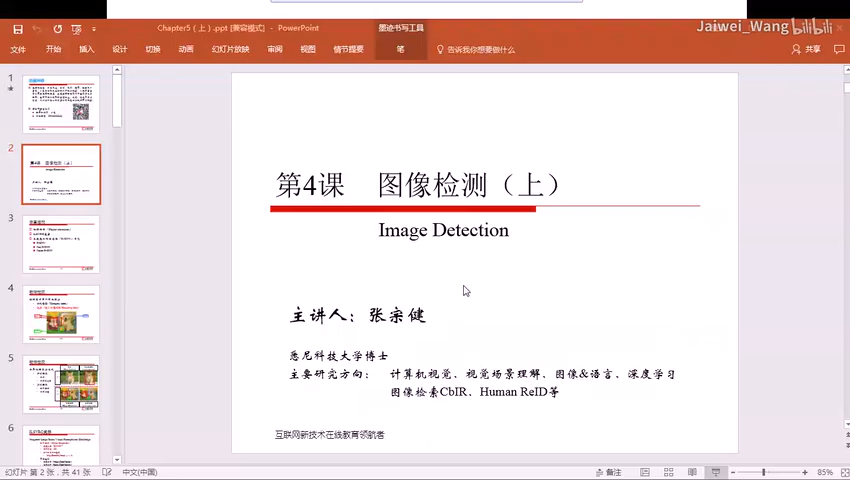 Chapter5（上）.ppt [兼容模式] - PowerPoint
墨迹书写工具
Jaiwei_Wang bilibili
文件 开始 插入 设计 切换 动画 幻灯片放映 审阅 视图 情节提要 笔 告诉我你想要做什么 共享
1
2
3
4
5
6
第4课 图像检测（上）
Image Detection
主讲人：张宗健
悉尼科技大学博士
主要研究方向： 计算机视觉、视觉场景理解、图像&语言、深度学习
图像检索CbIR、Human ReID等
互联网新技术在线教育领航者
幻灯片 第 2 张，共 41 张 中文(中国) 备注 85%